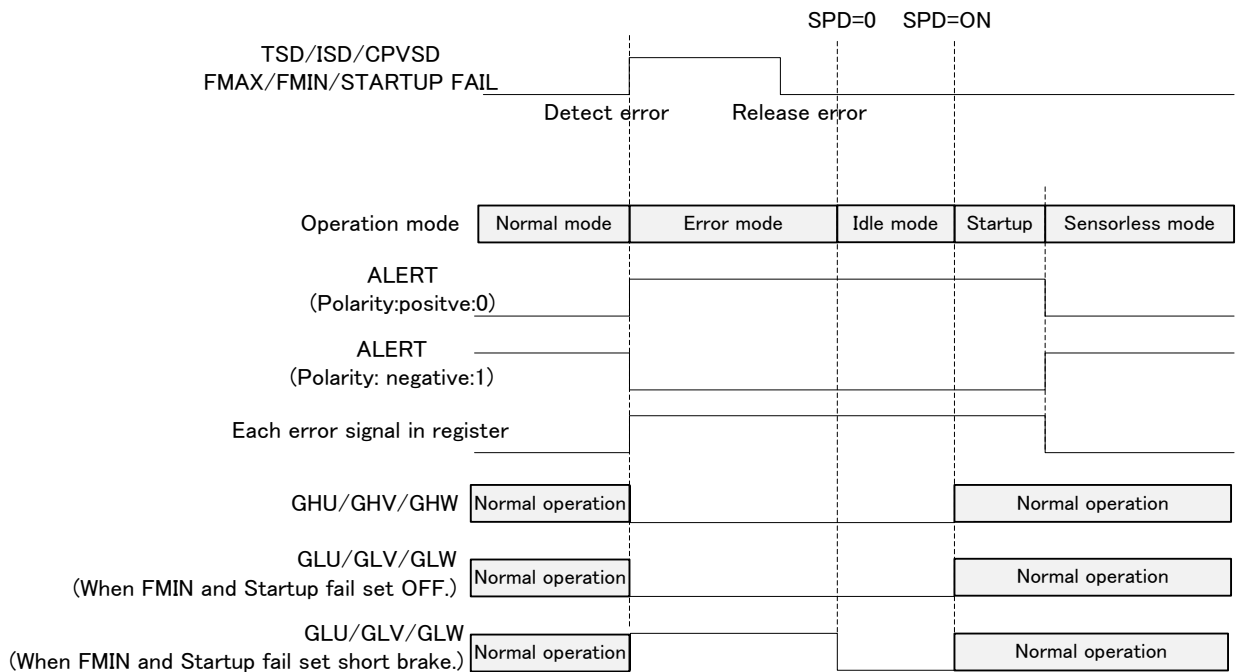 SPD=0 SPD=ON
TSD/ISD/CPVSD
FMAX/FMIN/STARTUP FAIL
Detect error Release error
Operation mode Normal mode Error mode Idle mode Startup Sensorless mode
ALERT
(Polarity:positve:0)
ALERT
(Polarity: negative:1)
Each error signal in register
GHU/GHV/GHW Normal operation Normal operation
GLU/GLV/GLW
(When FMIN and Startup fail set OFF.) Normal operation Normal operation
GLU/GLV/GLW
(When FMIN and Startup fail set short brake.) Normal operation Normal operation